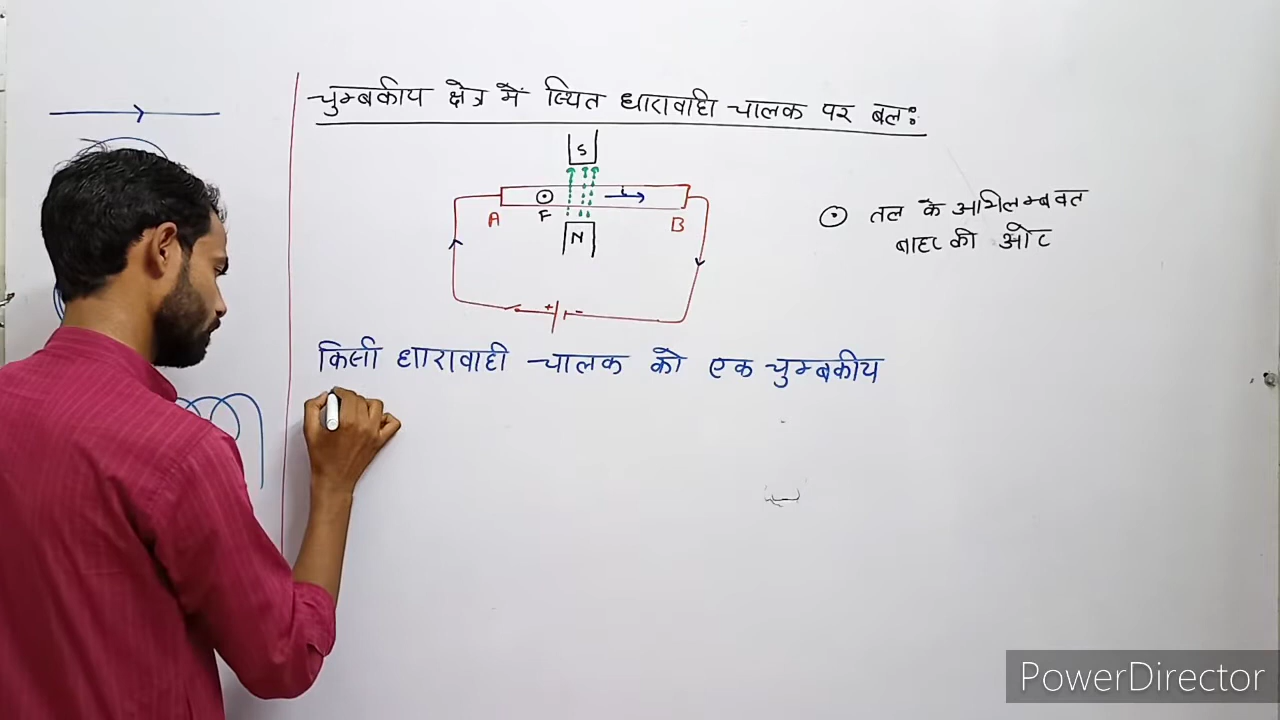 चुम्बकीय क्षेत्र में स्थित धारावाही चालक पर बल:
S
i
A
F
B
N
+ -
तल के अभिलम्बवत
बाहर की ओर
किसी धारावाही चालक को एक चुम्बकीय
PowerDirector